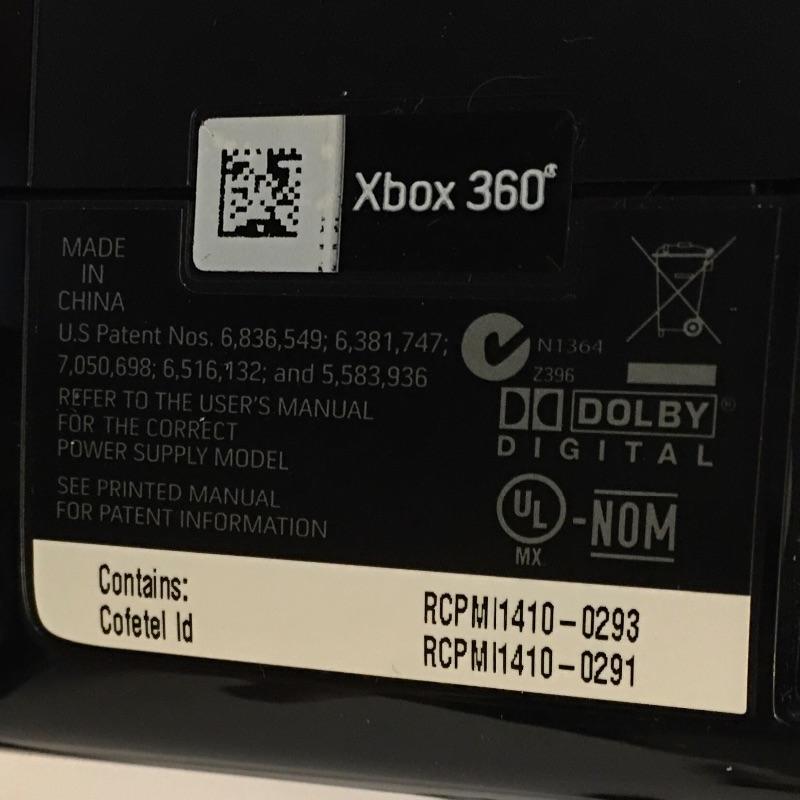 Xbox 360
MADE
IN
CHINA
U.S Patent Nos. 6,836,549; 6,381,747;
7,050,698; 6,516,132; and 5,583,936
REFER TO THE USER'S MANUAL
FOR THE CORRECT
POWER SUPPLY MODEL
SEE PRINTED MANUAL
FOR PATENT INFORMATION
N1364
Z396
DOLBY®
DIGITAL
UL
MX
-NOM
Contains:
Cofetel Id
RCPMI1410-0293
RCPMI1410-0291